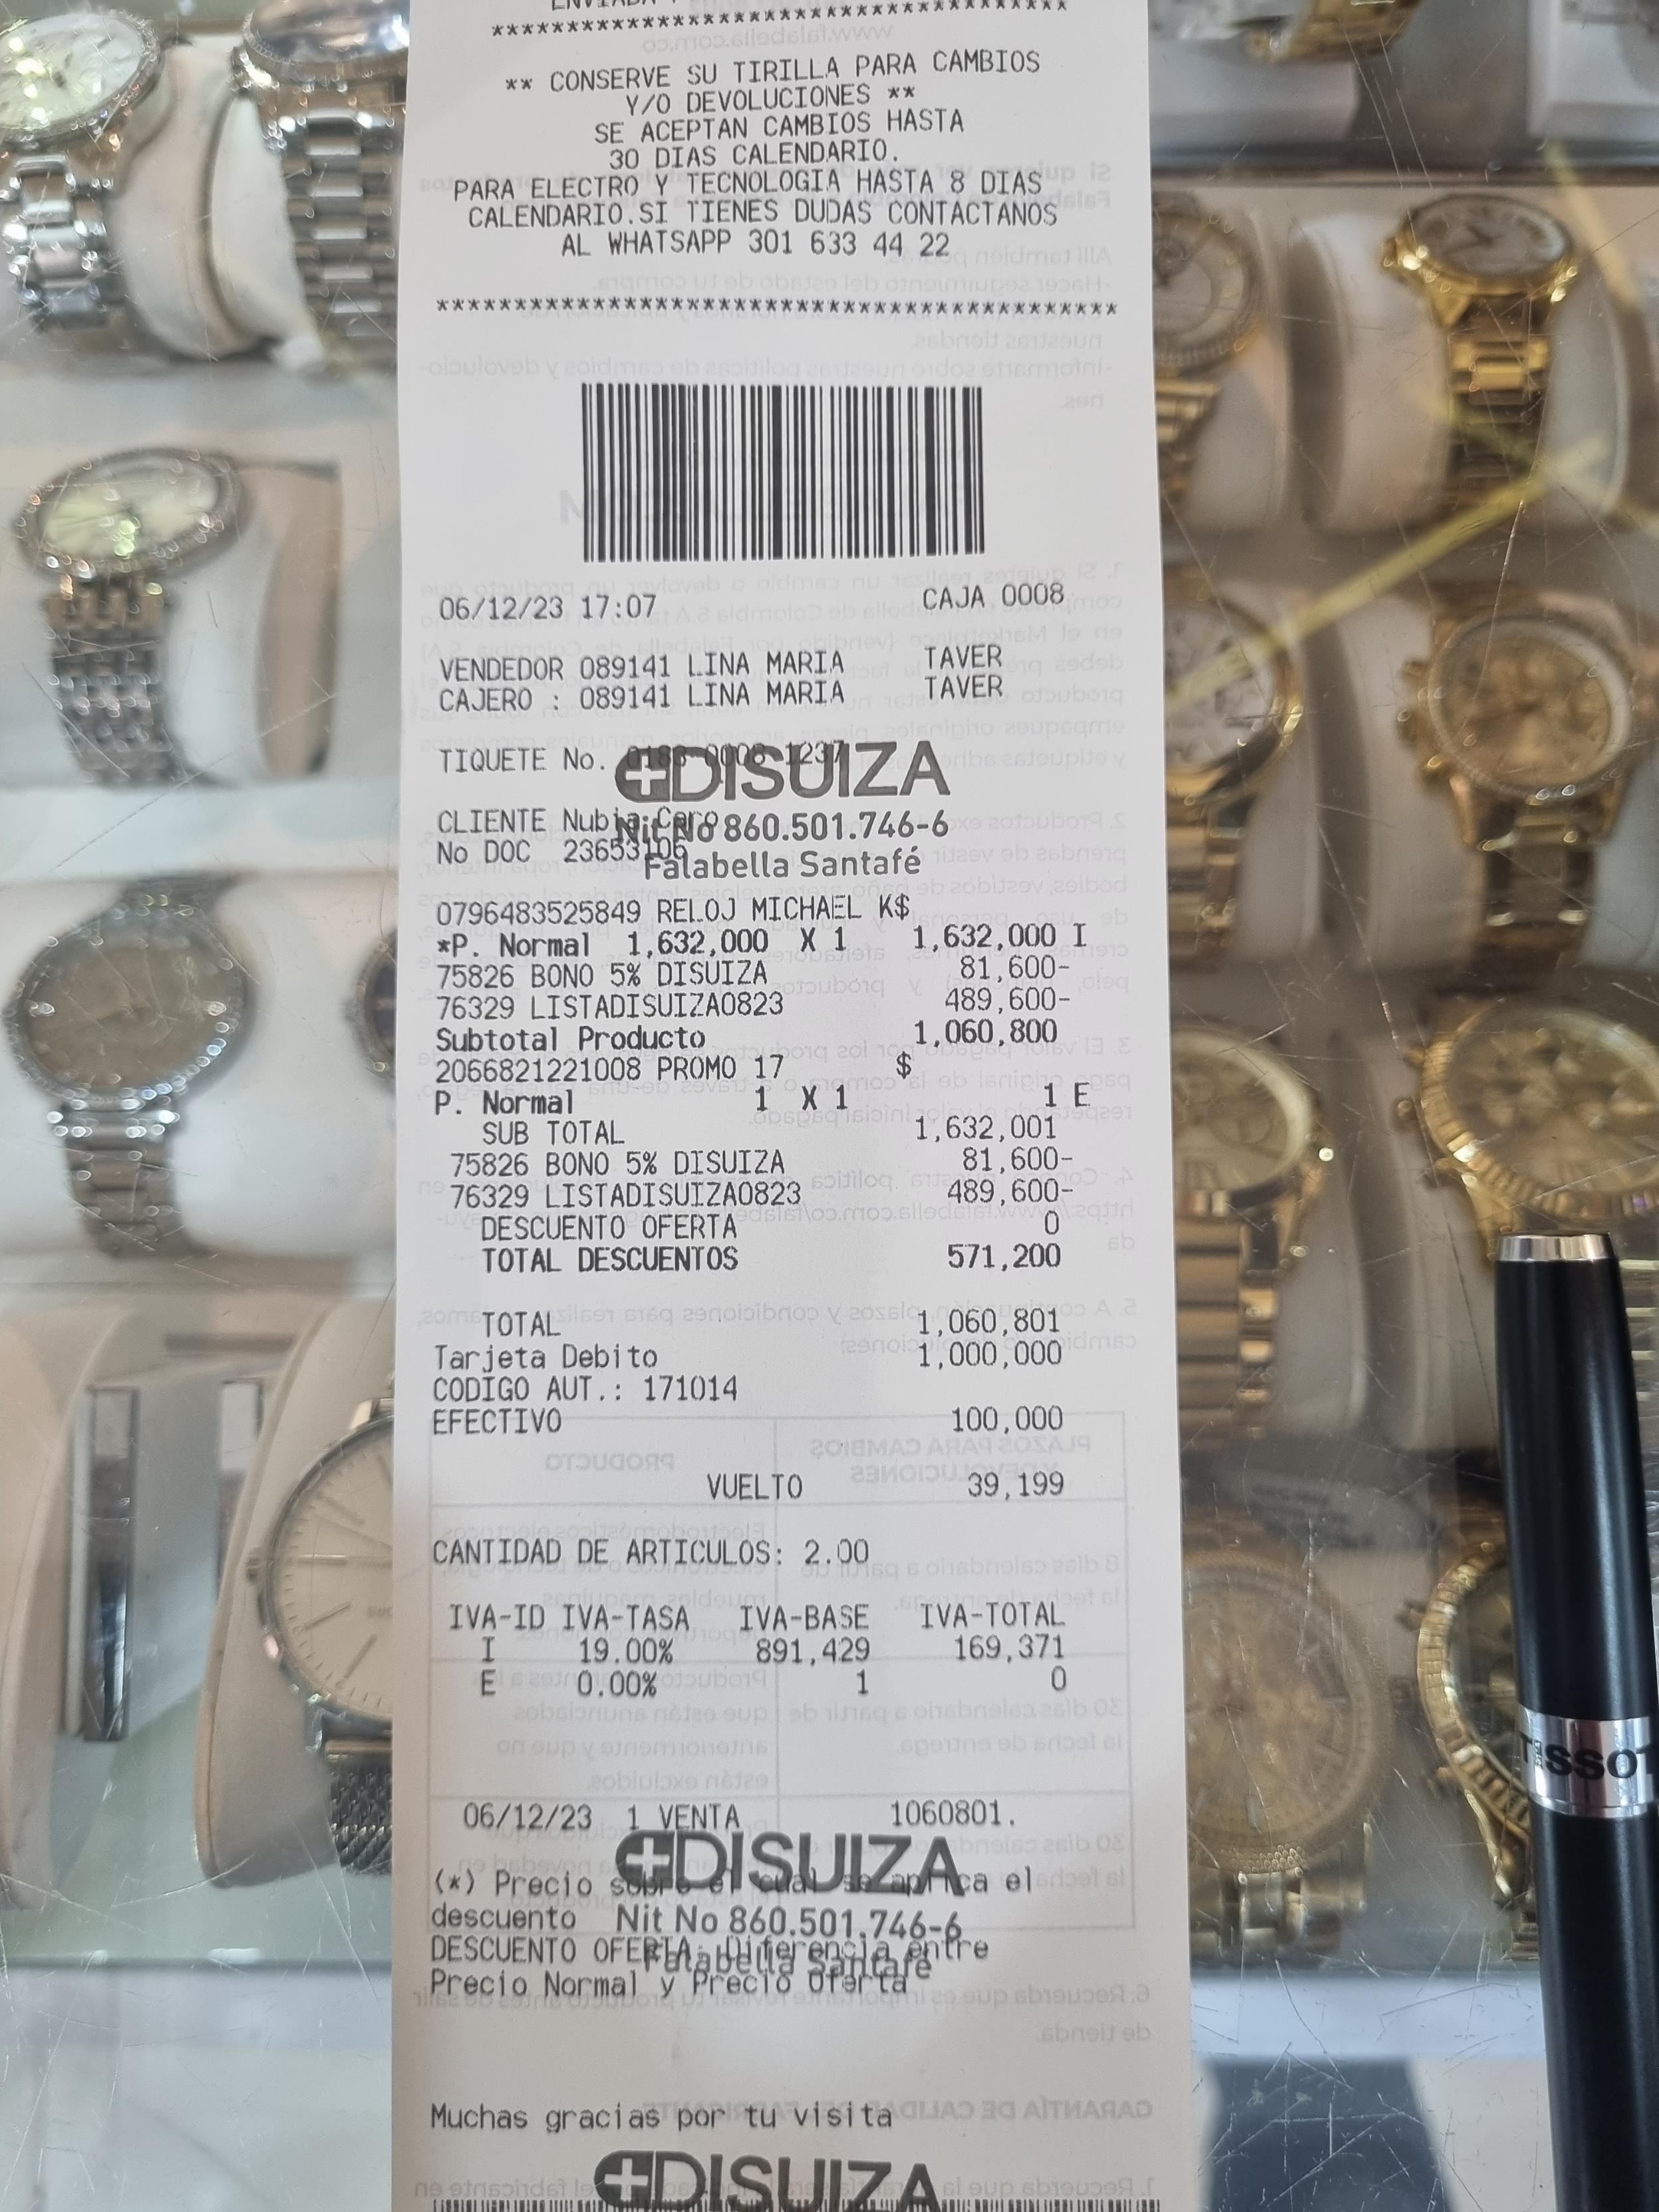 ****************************************
** CONSERVE SU TIRILLA PARA CAMBIOS
Y/O DEVOLUCIONES **
SE ACEPTAN CAMBIOS HASTA
30 DIAS CALENDARIO.
PARA ELECTRO Y TECNOLOGIA HASTA 8 DIAS
CALENDARIO.SI TIENES DUDAS CONTACTANOS
AL WHATSAPP 301 633 44 22
****************************************
06/12/23 17:07 CAJA 0008
VENDEDOR 089141 LINA MARIA TAVER
CAJERO : 089141 LINA MARIA TAVER
TIQUETE No. 0183 0008 1237
DISUIZA
CLIENTE Nubia Caro
Nit No 860.501.746-6
No DOC 23653106
Falabella Santafé
0796483525849 RELOJ MICHAEL K$
*P. Normal 1,632,000 X 1 1,632,000 I
75826 BONO 5% DISUIZA 81,600-
76329 LISTADISUIZA0823 489,600-
Subtotal Producto 1,060,800
2066821221008 PROMO 17 $
P. Normal 1 X 1 1 E
SUB TOTAL 1,632,001
75826 BONO 5% DISUIZA 81,600-
76329 LISTADISUIZA0823 489,600-
DESCUENTO OFERTA 0
TOTAL DESCUENTOS 571,200
TOTAL 1,060,801
Tarjeta Debito 1,000,000
CODIGO AUT.: 171014
EFECTIVO 100,000
VUELTO 39,199
CANTIDAD DE ARTICULOS: 2.00
IVA-ID IVA-TASA IVA-BASE IVA-TOTAL
I 19.00% 891,429 169,371
E 0.00% 1 0
06/12/23 1 VENTA 1060801.
DISUIZA
(*) Precio sobre el cual se aplica el
descuento
Nit No 860.501.746-6
DESCUENTO OFERTA: Diferencia entre
Falabella Santafé
Precio Normal y Precio Oferta
Muchas gracias por tu visita
DISUIZA
TISSOT